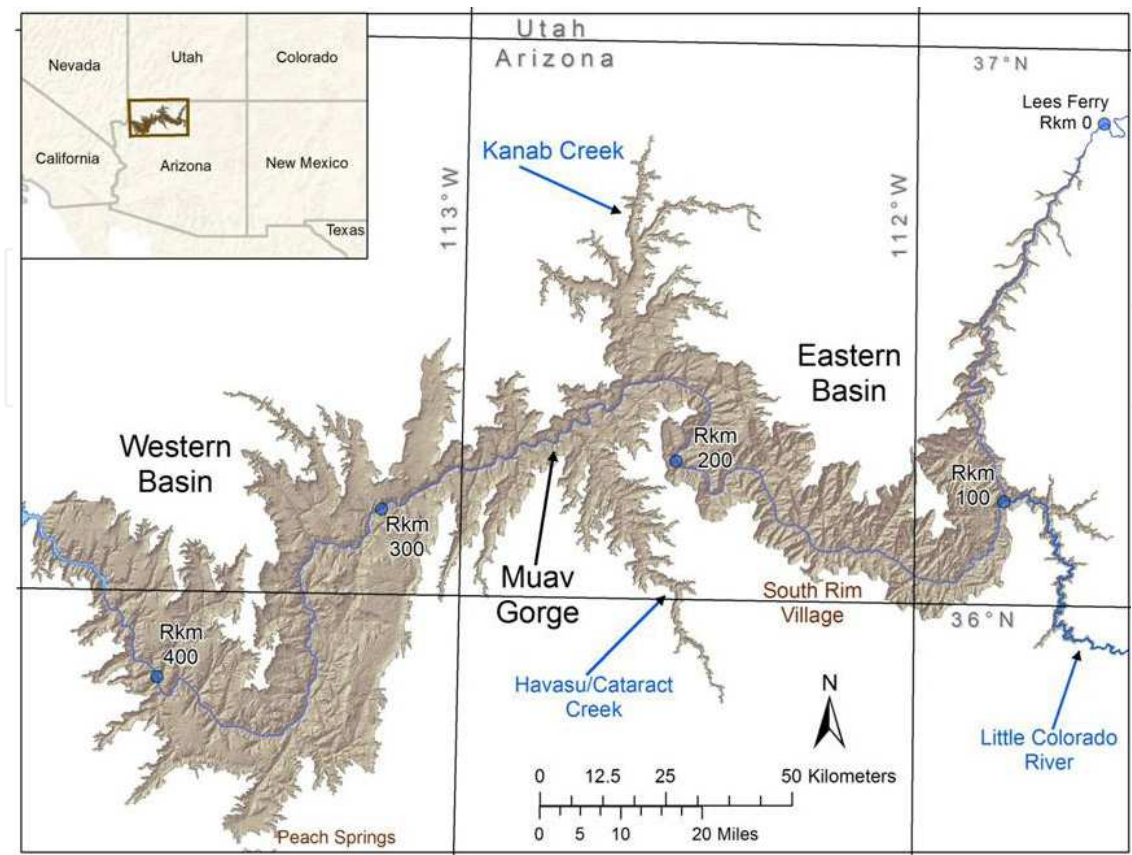 Utah
Arizona
Nevada
Utah
Colorado
California
Arizona
New Mexico
Texas
37°N
Lees Ferry
Rkm 0
Kanab Creek
113°W
112°W
Eastern
Basin
Western
Basin
Rkm
200
Rkm
100
Rkm
300
Muav
Gorge
South Rim
Village
36°N
Rkm
400
Havasu/Cataract
Creek
N
Little Colorado
River
0 12.5 25 50 Kilometers
0 5 10 20 Miles
Peach Springs